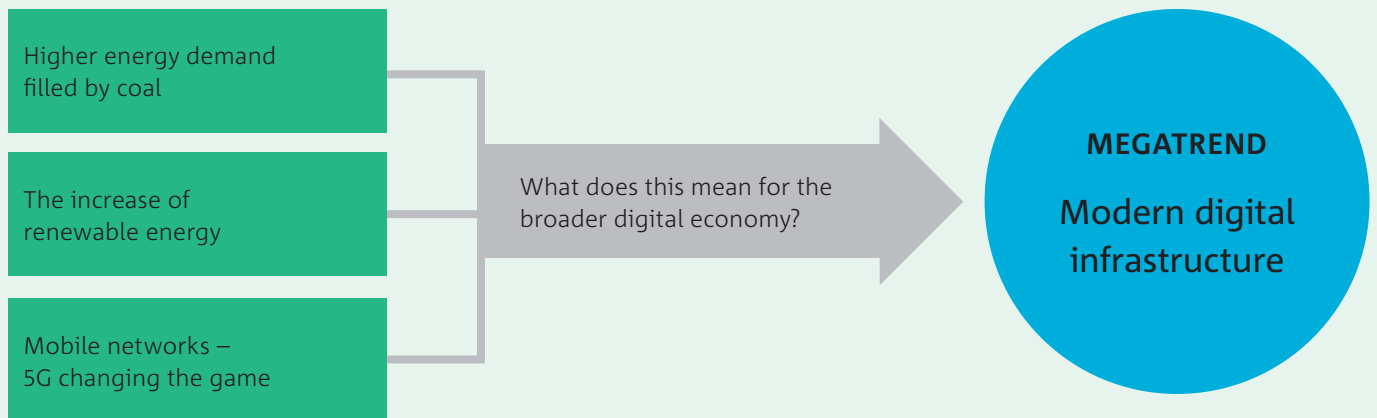 Higher energy demand
filled by coal
The increase of
renewable energy
Mobile networks –
5G changing the game
What does this mean for the
broader digital economy?
MEGATREND
Modern digital
infrastructure